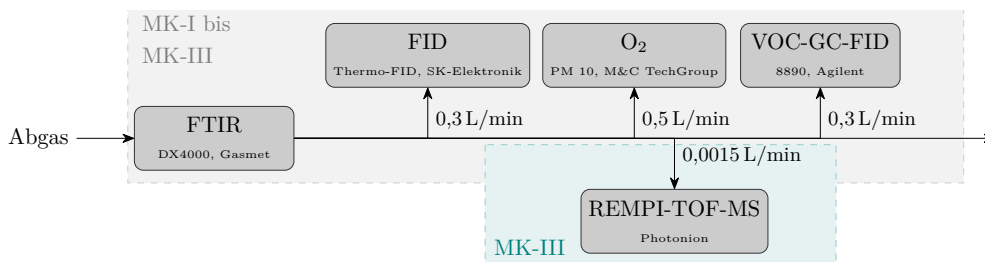 MK-I bis
MK-III
FID
Thermo-FID, SK-Elektronik
O₂
PM 10, M&C TechGroup
VOC-GC-FID
8890, Agilent
Abgas
FTIR
DX4000, Gasmet
0,3 L/min
0,5 L/min
0,3 L/min
0,0015 L/min
REMPI-TOF-MS
Photonion
MK-III